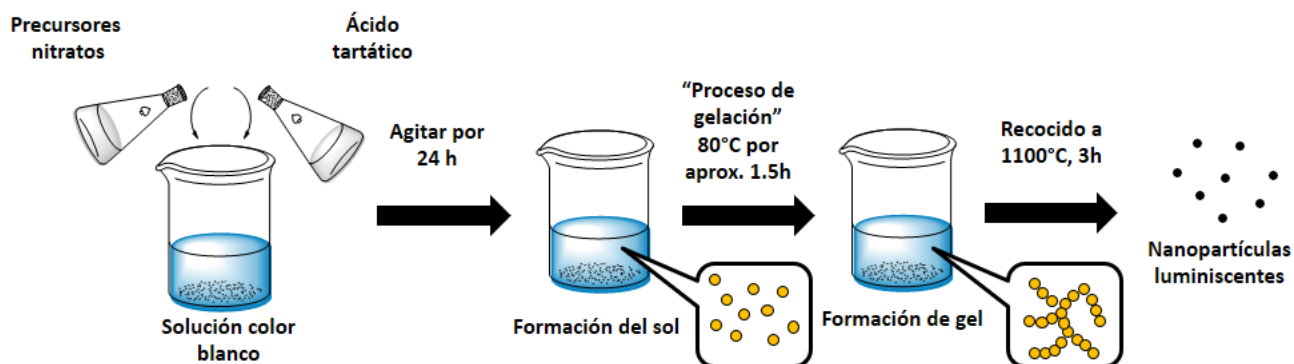 Precursores
nitratos
Ácido
tartático
Solución color
blanco
Agitar por
24 h
Formación del sol
“Proceso de
gelación”
80°C por
aprox. 1.5h
Formación de gel
Recocido a
1100°C, 3h
Nanopartículas
luminiscentes